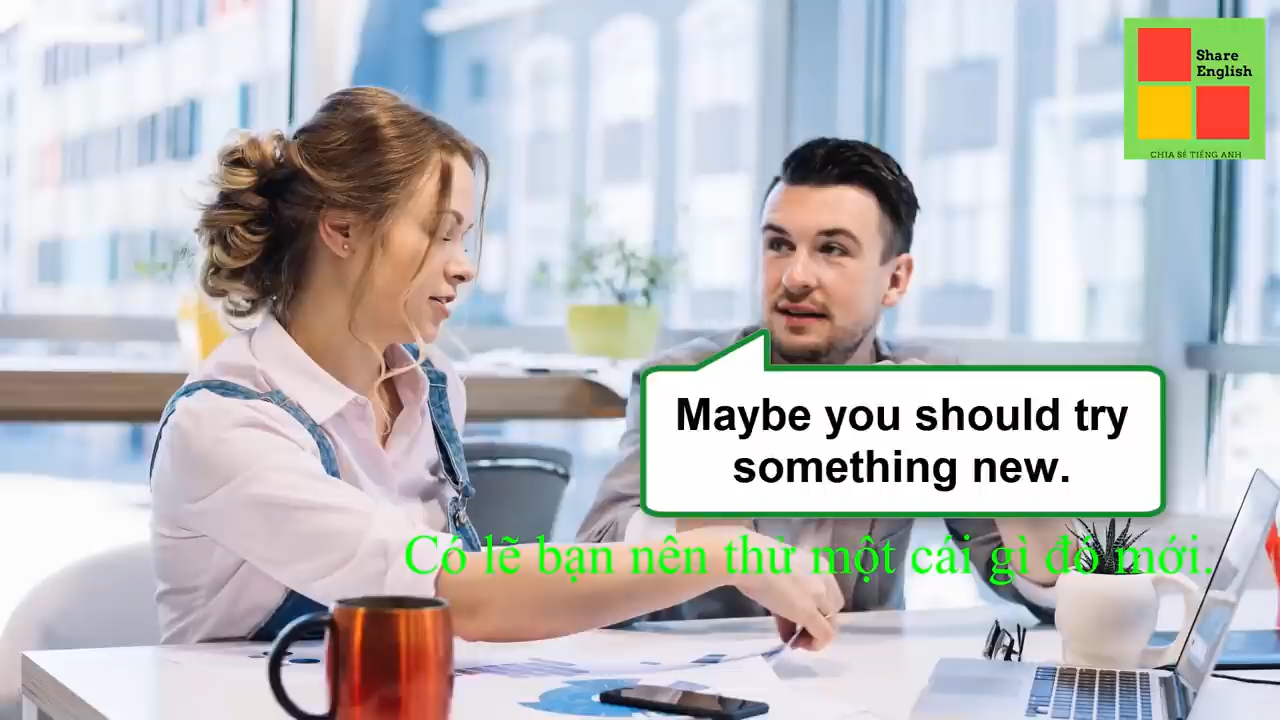 Share
English
CHIA SẺ TIẾNG ANH
Maybe you should try
something new.
Có lẽ bạn nên thử một cái gì đó mới.